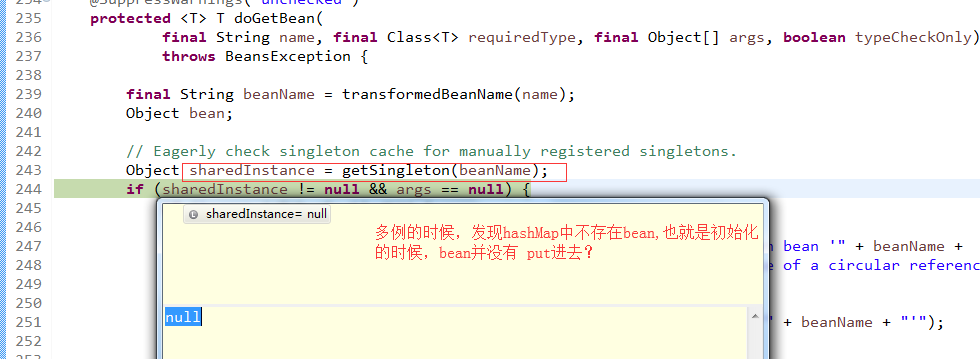 @SuppressWarnings("unchecked")
235 protected <T> T doGetBean(
236 final String name, final Class<T> requiredType, final Object[] args, boolean typeCheckOnly)
237 throws BeansException {
238
239 final String beanName = transformedBeanName(name);
240 Object bean;
241
242 // Eagerly check singleton cache for manually registered singletons.
243 Object sharedInstance = getSingleton(beanName);
244 if (sharedInstance != null && args == null) {
245
246
sharedInstance= null
多例的时候，发现hashMap中不存在bean,也就是初始化
的时候，bean并没有 put进去？
247 bean '" + beanName +
248 e of a circular referenc
249
250
251 " + beanName + "'");
null
252